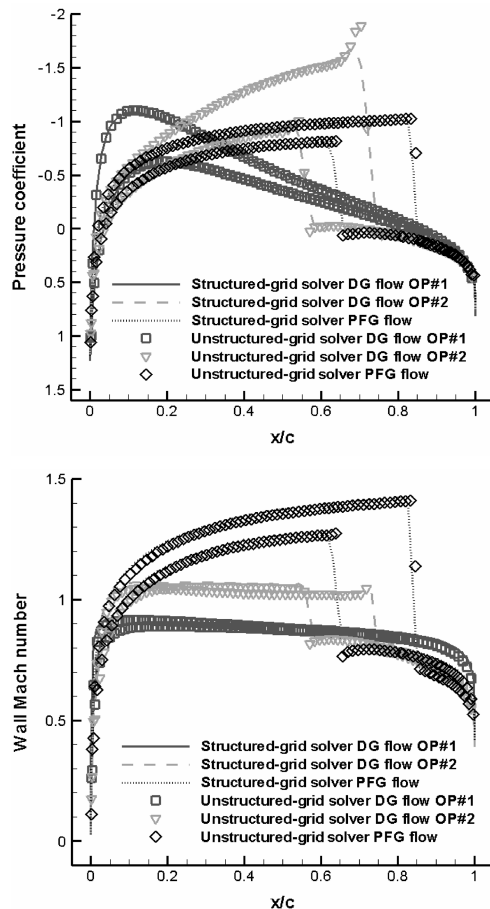 -2
-1.5
-1
-0.5
0
0.5
1
1.5
Pressure coefficient
Structured-grid solver DG flow OP#1
Structured-grid solver DG flow OP#2
Structured-grid solver PFG flow
Unstructured-grid solver DG flow OP#1
Unstructured-grid solver DG flow OP#2
Unstructured-grid solver PFG flow
0 0.2 0.4 0.6 0.8 1
x/c
1.5
1
0.5
0
Wall Mach number
Structured-grid solver DG flow OP#1
Structured-grid solver DG flow OP#2
Structured-grid solver PFG flow
Unstructured-grid solver DG flow OP#1
Unstructured-grid solver DG flow OP#2
Unstructured-grid solver PFG flow
0 0.2 0.4 0.6 0.8 1
x/c